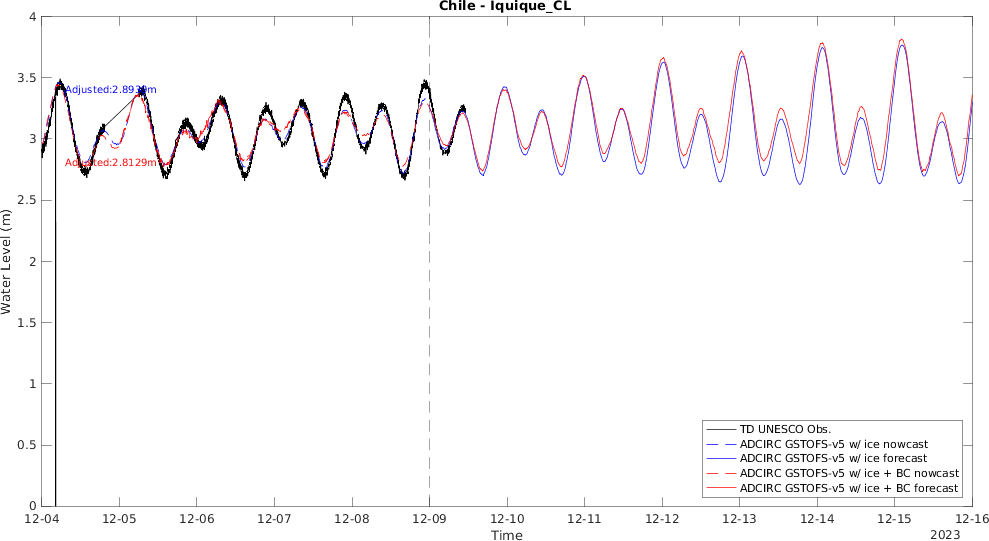 Chile - Iquique_CL
4
3.5
3
2.5
2
1.5
1
0.5
0
Water Level (m)
Adjusted:2.8939m
Adjusted:2.8129m
TD UNESCO Obs.
ADCIRC GSTOFS-v5 w/ ice nowcast
ADCIRC GSTOFS-v5 w/ ice forecast
ADCIRC GSTOFS-v5 w/ ice + BC nowcast
ADCIRC GSTOFS-v5 w/ ice + BC forecast
12-04 12-05 12-06 12-07 12-08 12-09 12-10 12-11 12-12 12-13 12-14 12-15 12-16
Time
2023